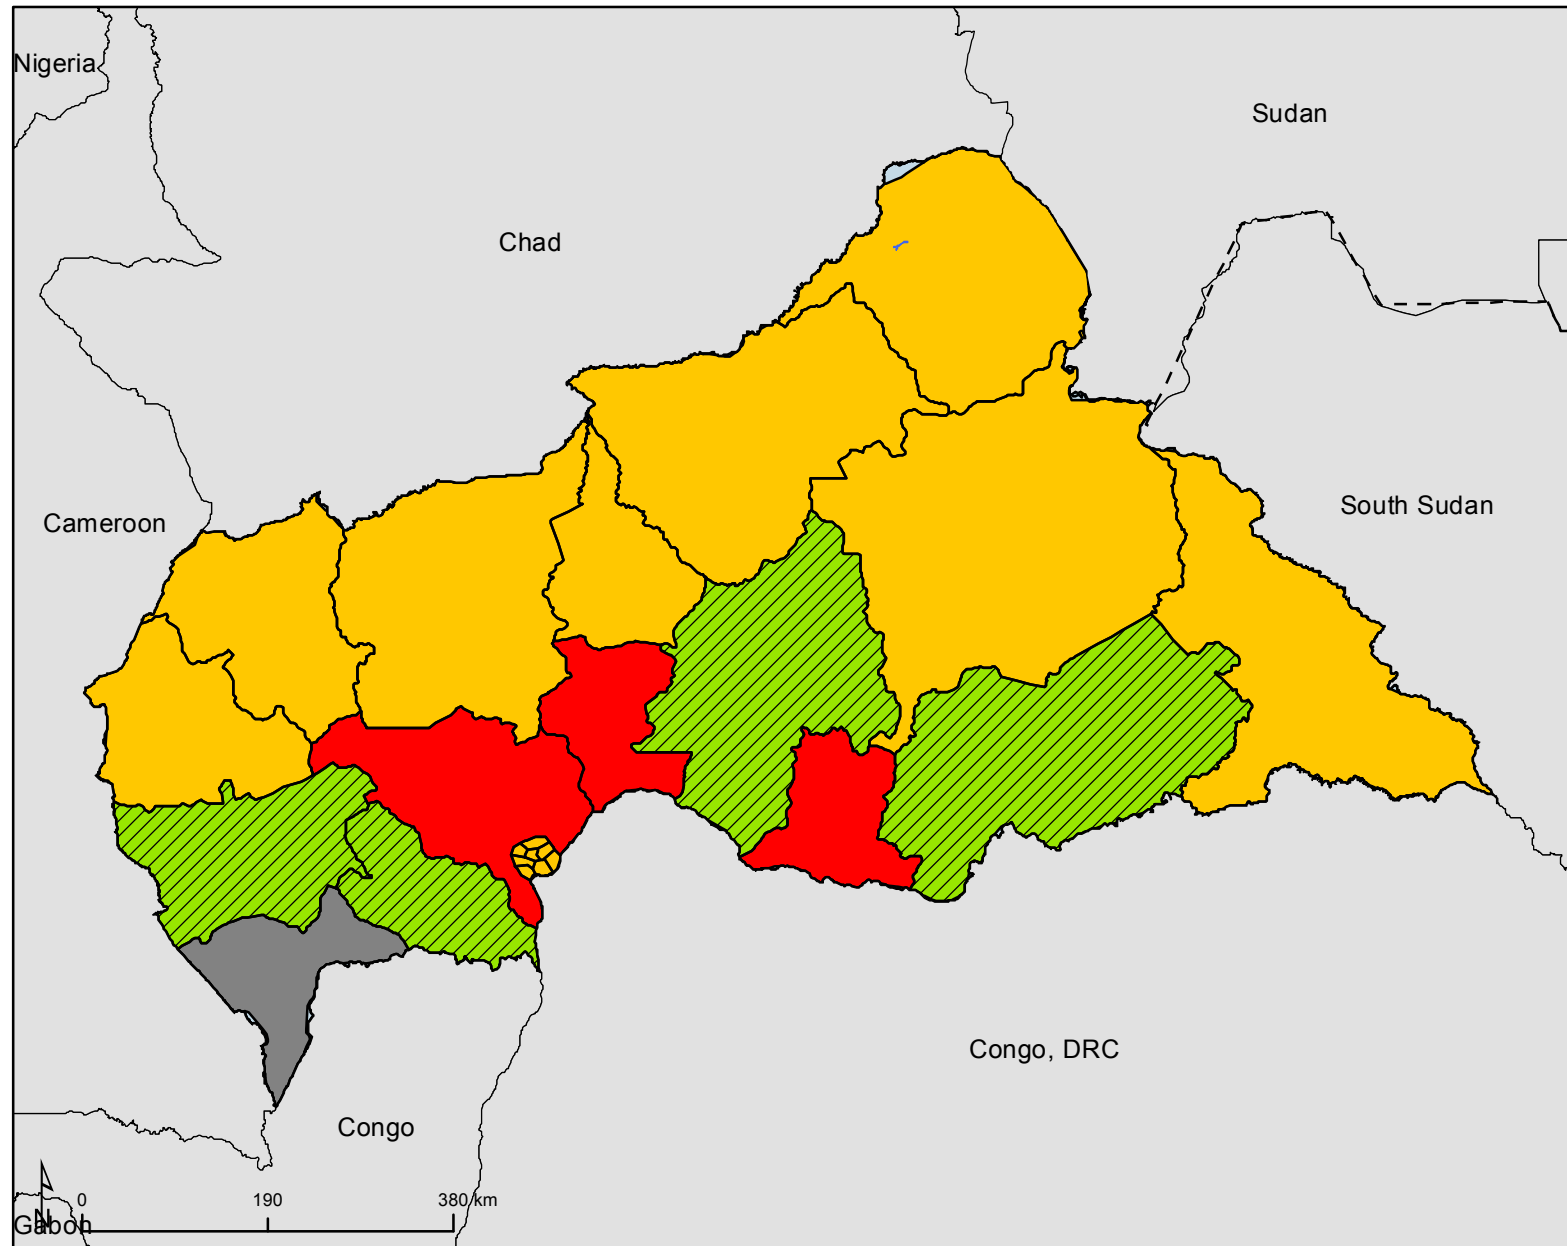 Nigeria
Sudan
Chad
South Sudan
Cameroon
Congo, DRC
Congo
0 190 380 km
N
Gabon